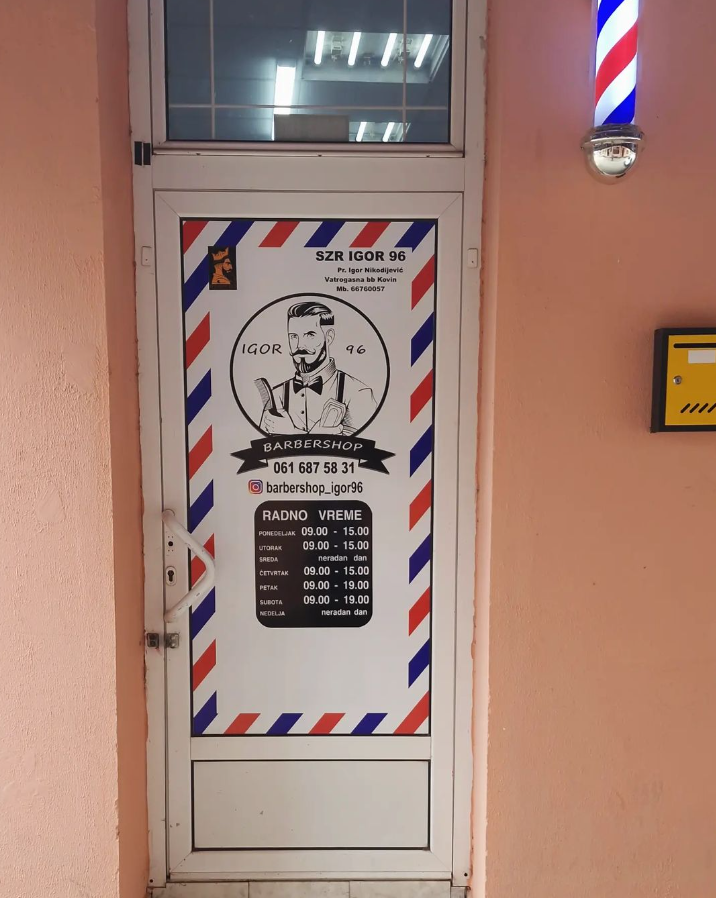 SZR IGOR 96
Pr. Igor Nikodijević
Vatrogasna bb Kovin
Mb. 66760057
IGOR 96
BARBERSHOP
061 687 58 31
barbershop_igor96
RADNO VREME
PONEDELJAK 09.00 - 15.00
UTORAK 09.00 - 15.00
SREDA neradni dan
ČETVRTAK 09.00 - 15.00
PETAK 09.00 - 19.00
SUBOTA 09.00 - 19.00
NEDELJA neradan dan